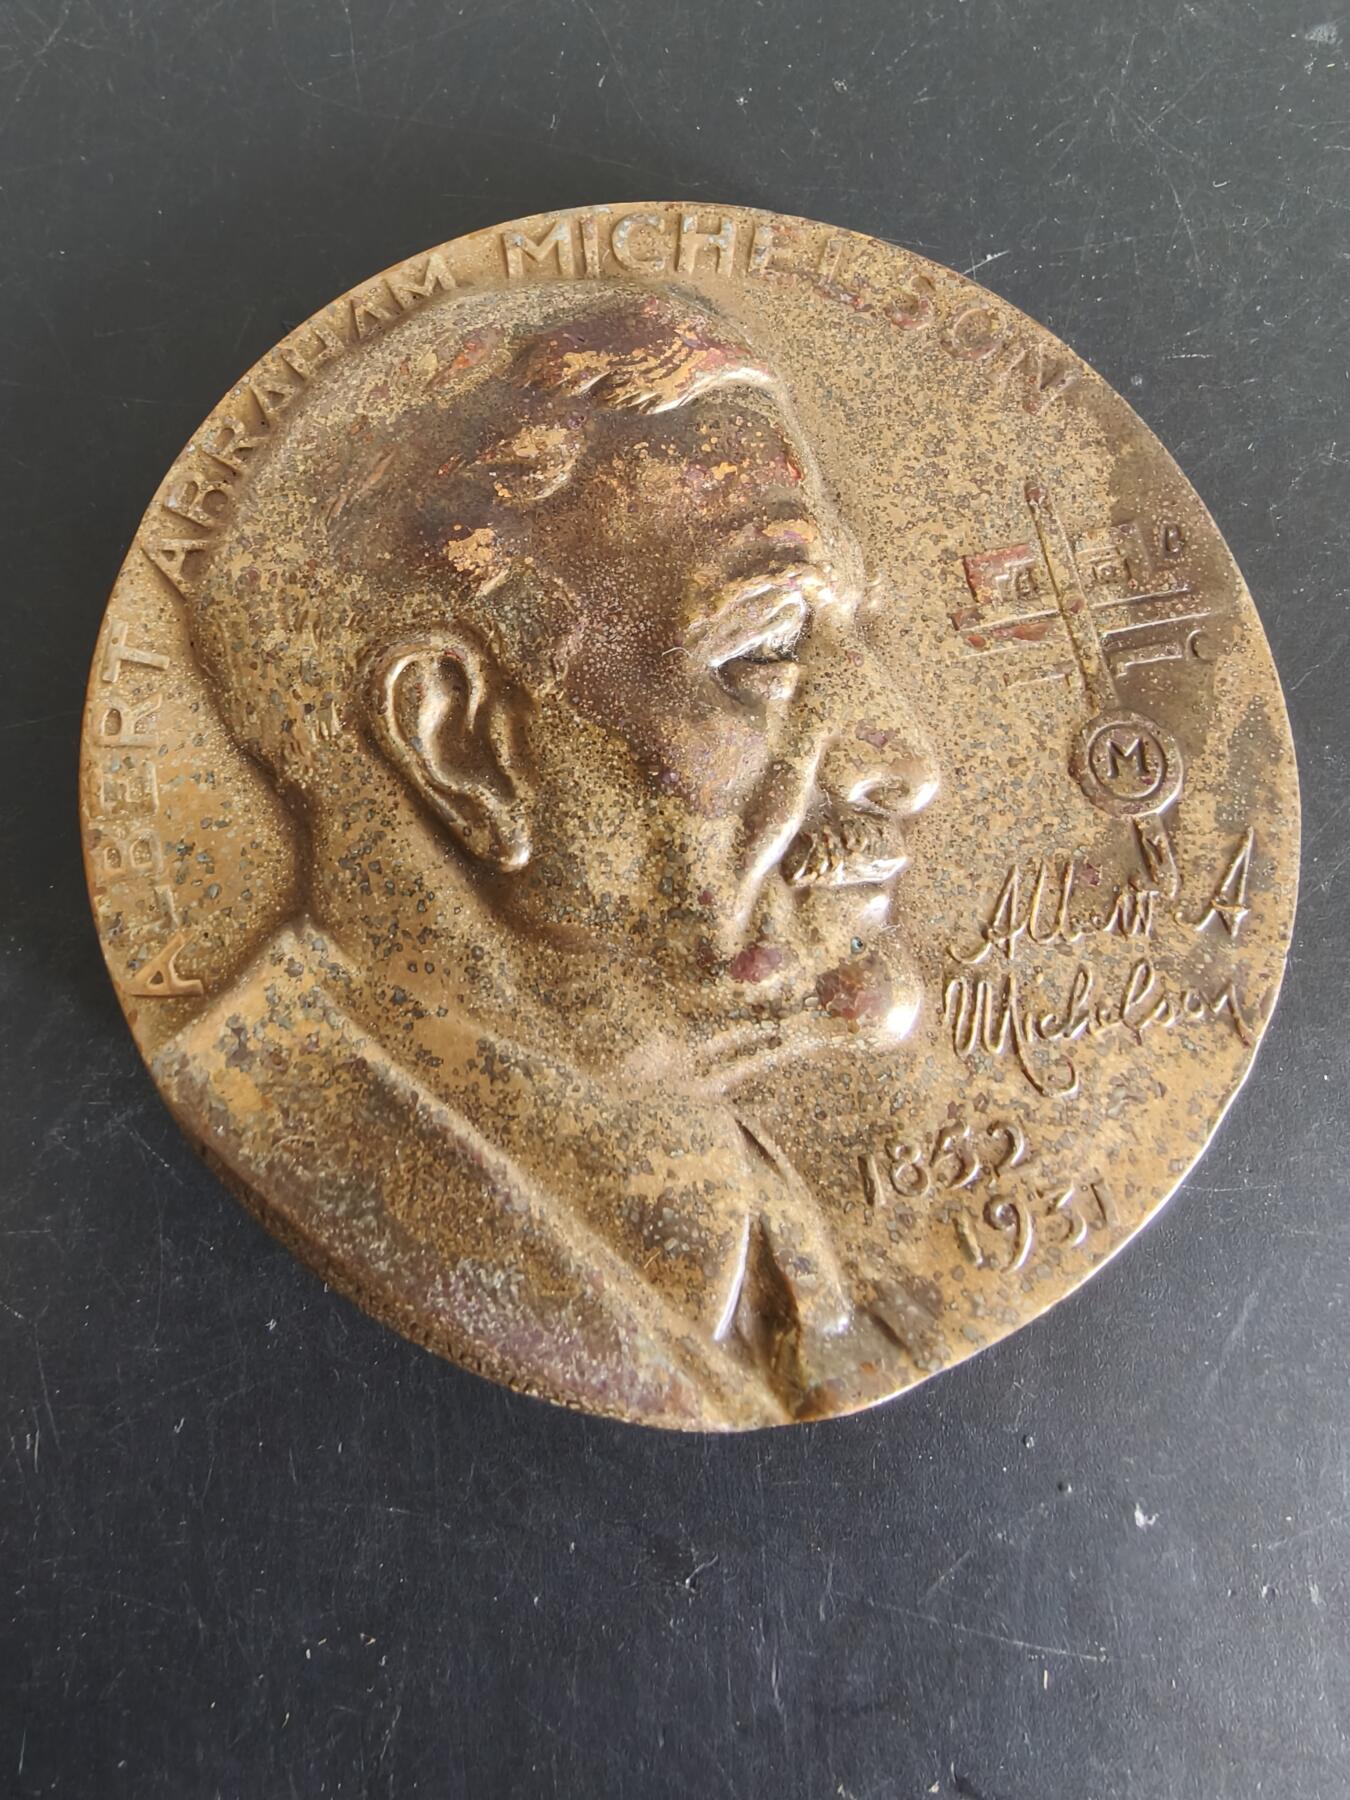 ALBERT ABRAHAM MICHELSON
M
Albert A
Michelson
1852
1931